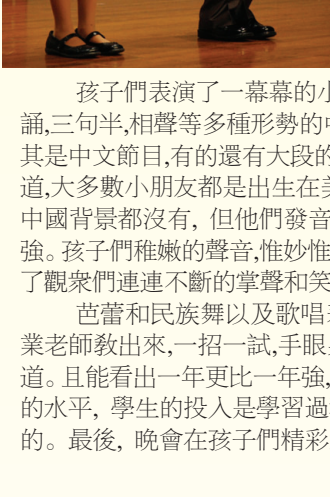 孩子們表演了一幕幕的小
誦,三句半,相聲等多種形勢的中
其是中文節目,有的還有大段的
道,大多數小朋友都是出生在美
中國背景都沒有, 但他們發音
強。孩子們稚嫩的聲音,惟妙惟
了觀眾們連連不斷的掌聲和笑
芭蕾和民族舞以及歌唱
業老師教出來,一招一試,手眼
道。且能看出一年更比一年強,
的水平, 學生的投入是學習過
的。最後, 晚會在孩子們精彩